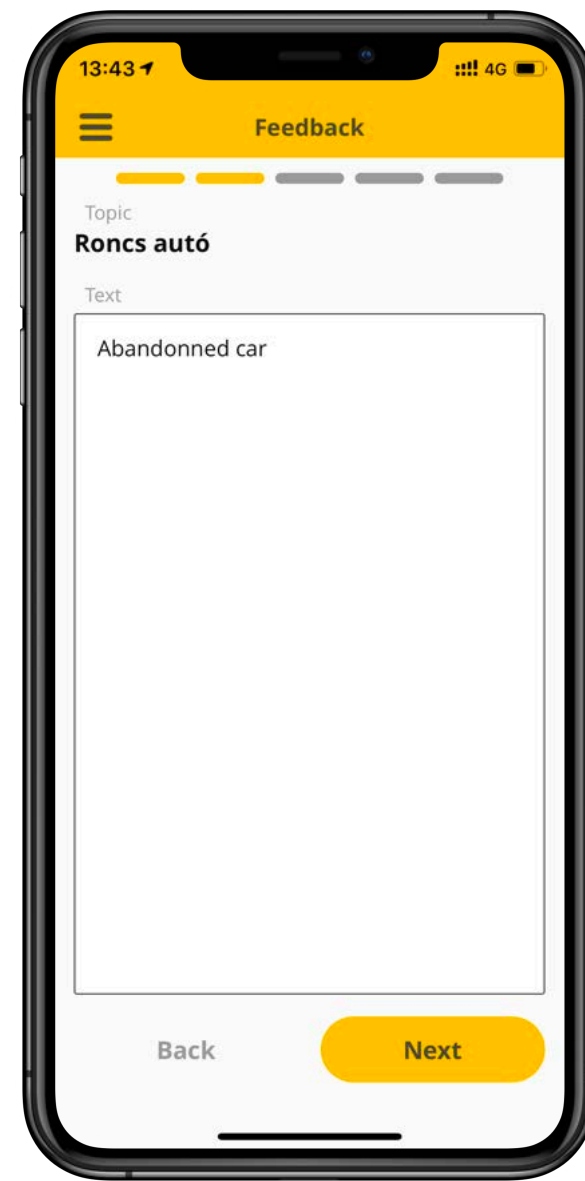 13:43
4G
Feedback
Topic
Roncs autó
Text
Abandonned car
Back
Next